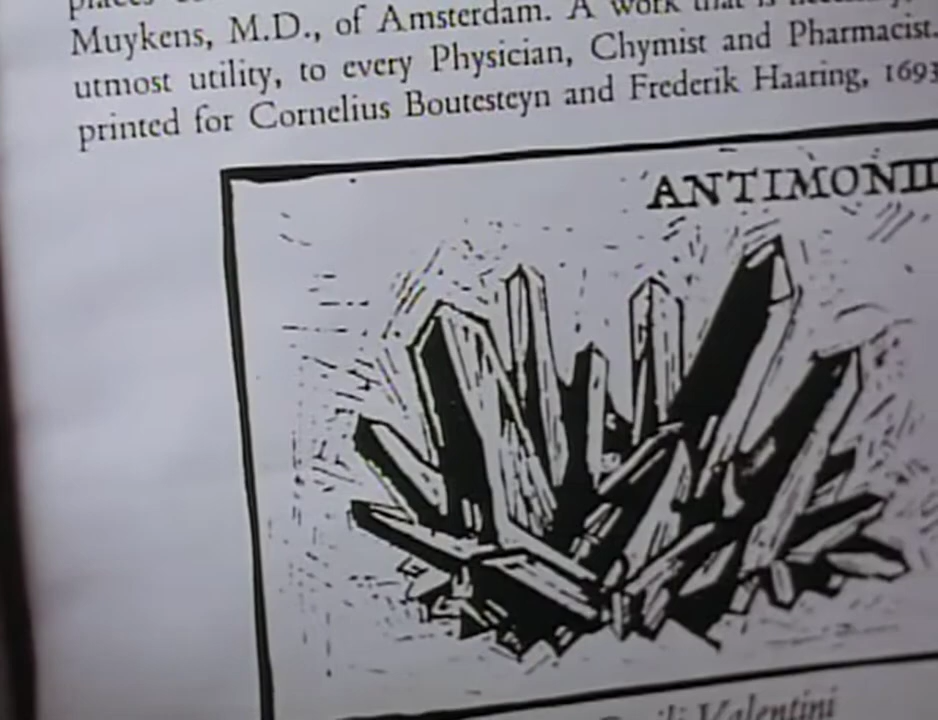 Muykens, M.D., of Amsterdam. A work that is
utmost utility, to every Physician, Chymist and Pharmacist.
printed for Cornelius Boutesteyn and Frederik Haaring, 1693
ANTIMONII
Valentini